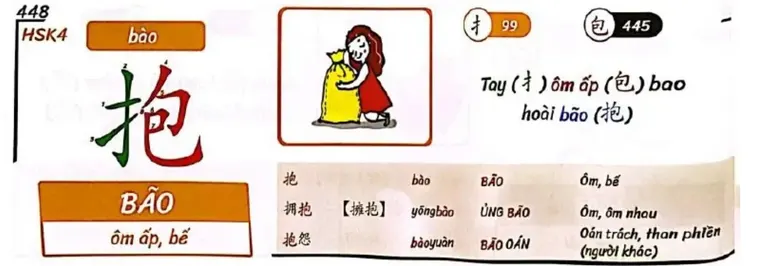 448
HSK4
bào
抱
BÃO
ôm ấp, bế
扌 99
包 445
Tay (扌) ôm ấp (包) bao
hoài bão (抱)
抱 bào BÃO Ôm, bế
拥抱 【擁抱】 yōngbào ỦNG BÃO Ôm, ôm nhau
抱怨 bàoyuàn BÃO OÁN Oán trách, than phiền
(người khác)